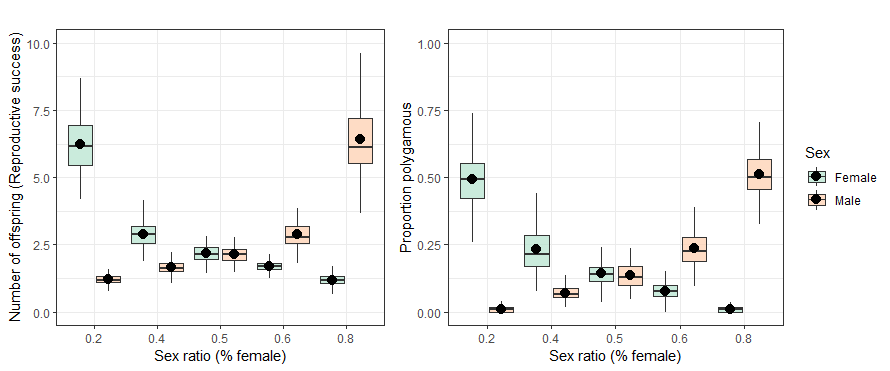 Number of offspring (Reproductive success)
10.0
7.5
5.0
2.5
0.0
0.2 0.4 0.5 0.6 0.8
Sex ratio (% female)
Proportion polygamous
1.00
0.75
0.50
0.25
0.00
0.2 0.4 0.5 0.6 0.8
Sex ratio (% female)
Sex
Female
Male